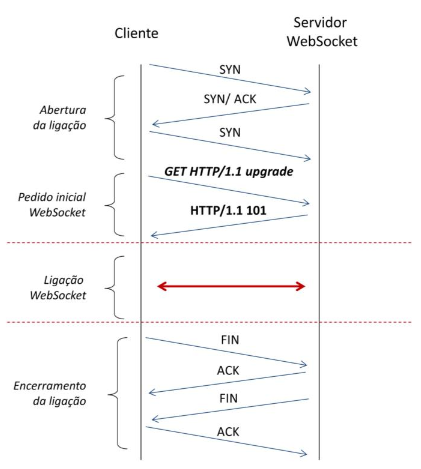 Cliente
Servidor
WebSocket
Abertura
da ligação
SYN
SYN/ ACK
SYN
Pedido inicial
WebSocket
GET HTTP/1.1 upgrade
HTTP/1.1 101
Ligação
WebSocket
Encerramento
da ligação
FIN
ACK
FIN
ACK